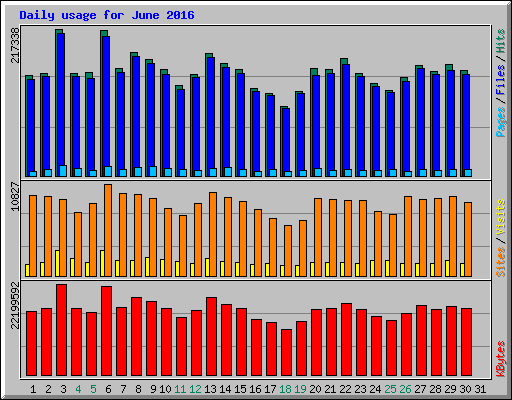 Daily usage for June 2016
217338
Pages / Files / Hits
10827
Sites / Visits
22199592
KBytes
1 2 3 4 5 6 7 8 9 10 11 12 13 14 15 16 17 18 19 20 21 22 23 24 25 26 27 28 29 30 31